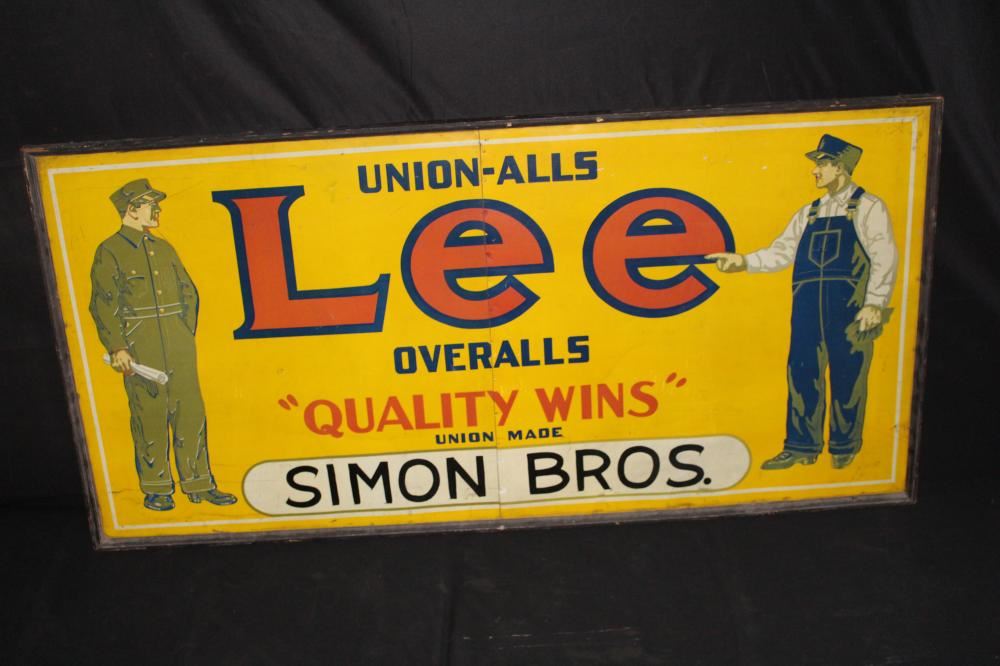 UNION-ALLS
Lee
OVERALLS
"QUALITY WINS"
UNION MADE
SIMON BROS.